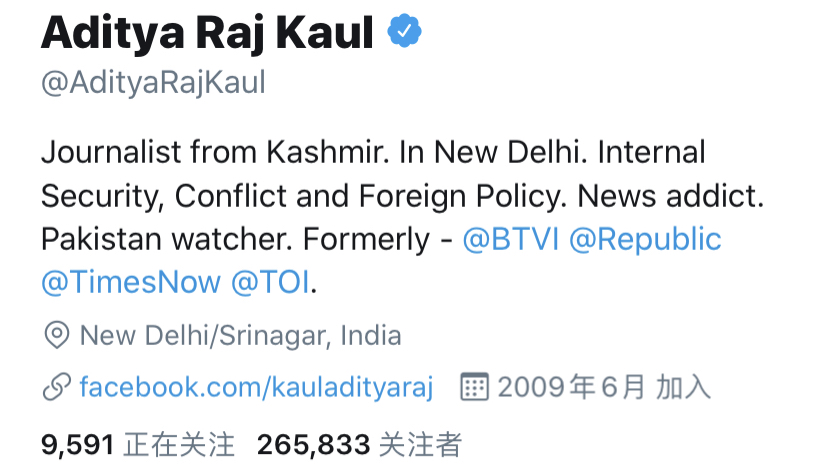 Aditya Raj Kaul
@AdityaRajKaul
Journalist from Kashmir. In New Delhi. Internal
Security, Conflict and Foreign Policy. News addict.
Pakistan watcher. Formerly - @BTVI @Republic
@TimesNow @TOI.
New Delhi/Srinagar, India
facebook.com/kauladityaraj 2009年6月 加入
9,591 正在关注 265,833 关注者